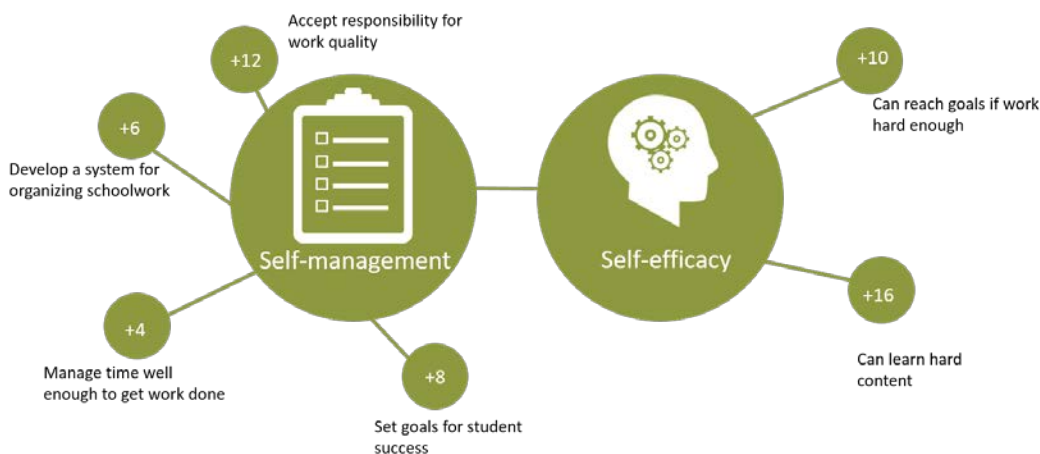 Accept responsibility for
work quality
+12
+6
Develop a system for
organizing schoolwork
Self-management
+4
Manage time well
enough to get work done
+8
Set goals for student
success
Self-efficacy
+10
Can reach goals if work
hard enough
+16
Can learn hard
content